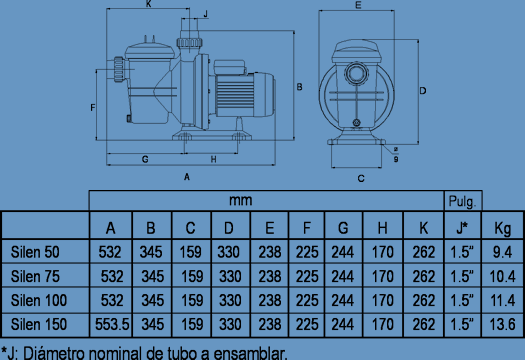 K
J
E
F
B
D
G
H
ø
9
A
C
mm Pulg.
A B C D E F G H K J* Kg
Silen 50 532 345 159 330 238 225 244 170 262 1.5" 9.4
Silen 75 532 345 159 330 238 225 244 170 262 1.5" 10.4
Silen 100 532 345 159 330 238 225 244 170 262 1.5" 11.4
Silen 150 553.5 345 159 330 238 225 244 170 262 1.5" 13.6
*J: Diámetro nominal de tubo a ensamblar.